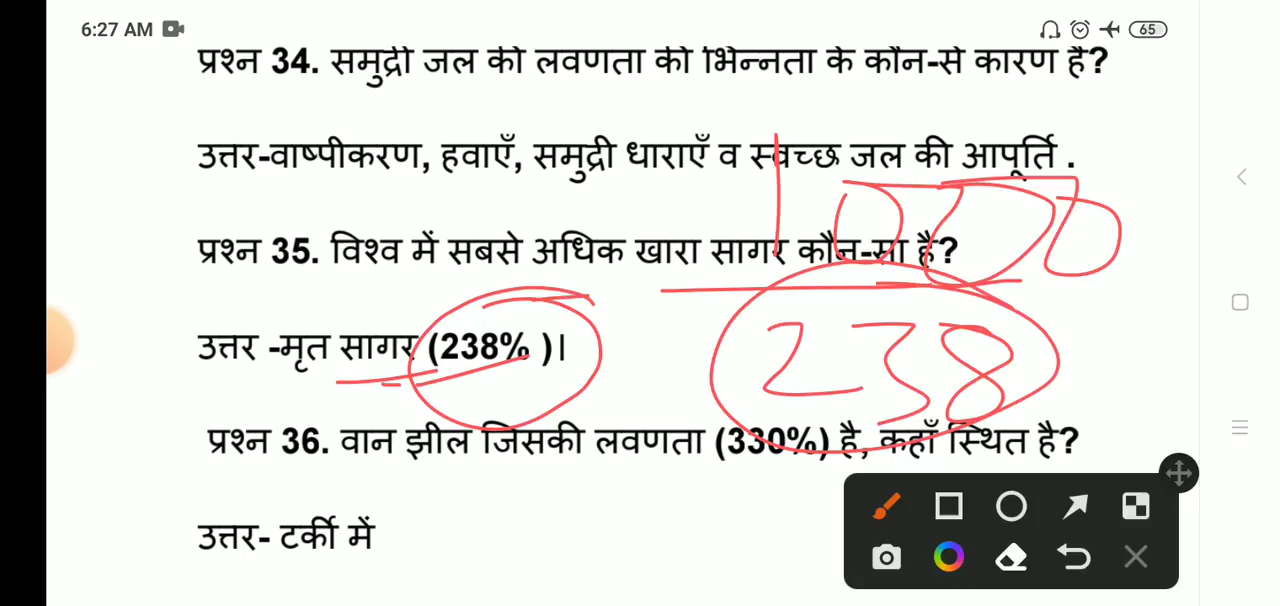 6:27 AM
65
प्रश्न 34. समुद्री जल की लवणता की भिन्नता के कौन-से कारण हैं?
उत्तर-वाष्पीकरण, हवाएँ, समुद्री धाराएँ व स्वच्छ जल की आपूर्ति .
1000
प्रश्न 35. विश्व में सबसे अधिक खारा सागर कौन-सा है?
उत्तर -मृत सागर (238% )।
238
प्रश्न 36. वान झील जिसकी लवणता (330%) है, कहाँ स्थित है?
उत्तर- टर्की में